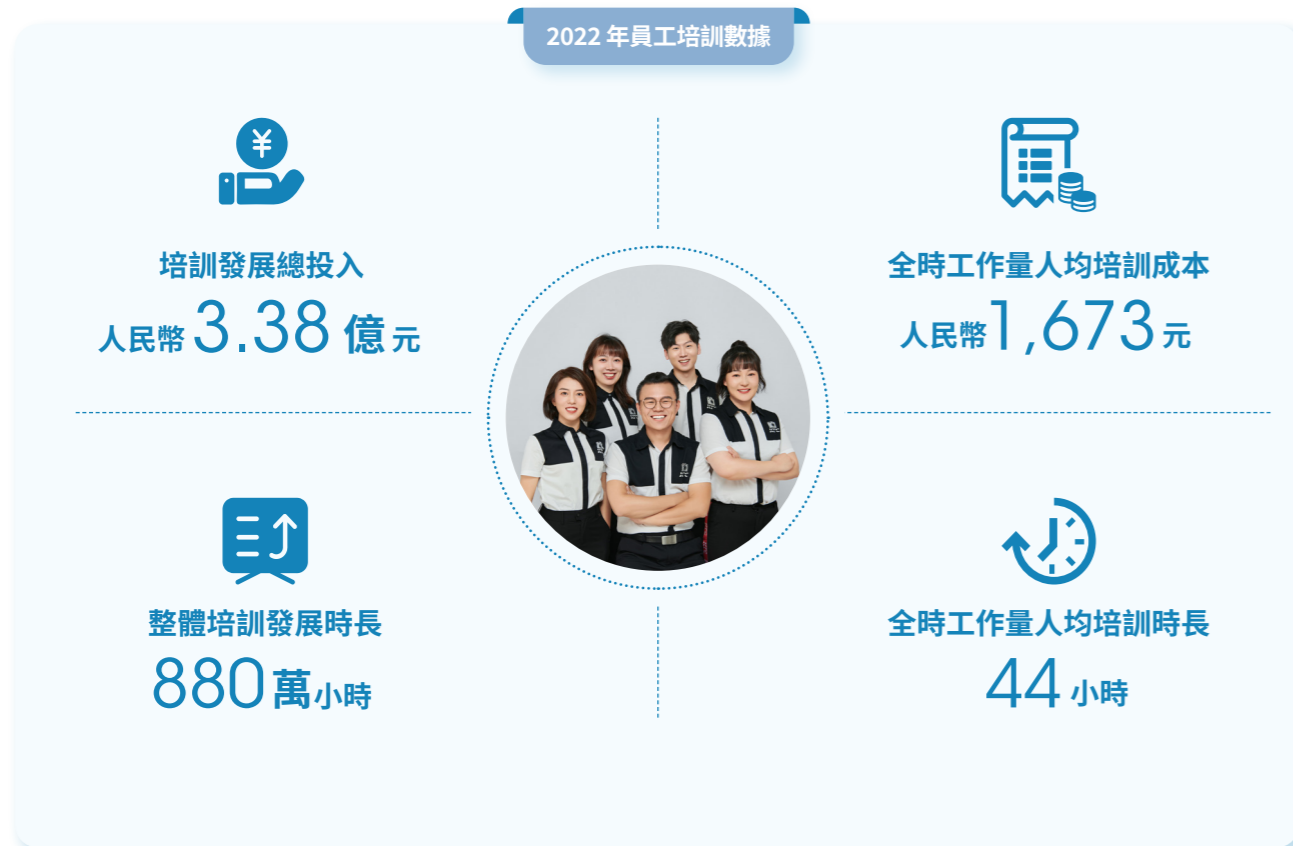 2022 年員工培訓數據
培訓發展總投入
人民幣 3.38 億元
全時工作量人均培訓成本
人民幣1,673 元
整體培訓發展時長
880萬小時
全時工作量人均培訓時長
44 小時